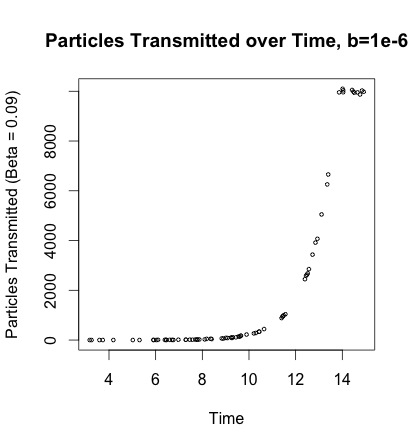 Particles Transmitted over Time, b=1e-6
Particles Transmitted (Beta = 0.09)
8000
6000
4000
2000
0
4 6 8 10 12 14
Time